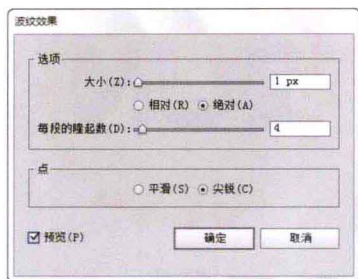 波纹效果
选项
大小(Z): 1 px
相对(R) 绝对(A)
每段的隆起数(D): 4
点
平滑(S) 尖锐(C)
预览(P) 确定 取消